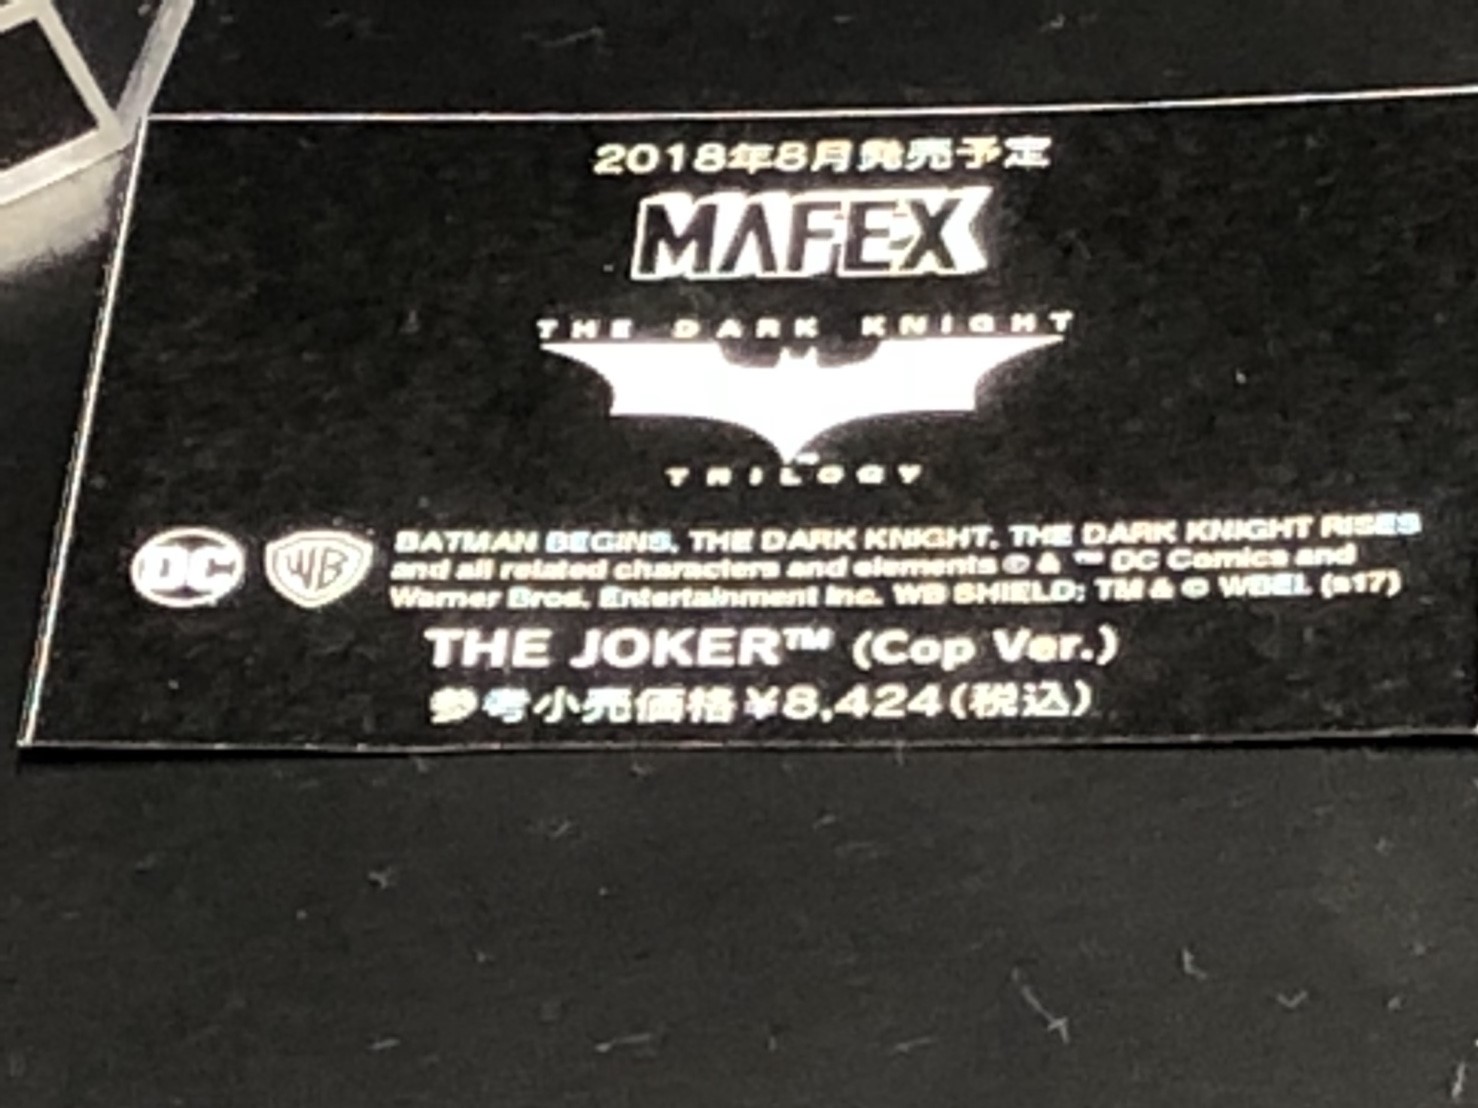 2018年8月発売予定
MAFEX
THE DARK KNIGHT
TRILOGY
DC WB
BATMAN BEGINS, THE DARK KNIGHT, THE DARK KNIGHT RISES
and all related characters and elements © & ™ DC Comics and
Warner Bros. Entertainment Inc. WB SHIELD: TM & © WBEI. (s17)
THE JOKER™ (Cop Ver.)
参考小売価格¥8,424(税込)